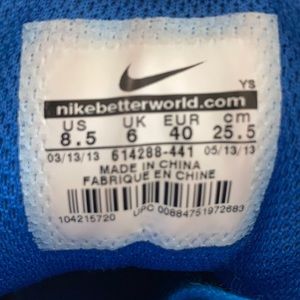 YS
nikebetterworld.com
US UK EUR cm
8.5 6 40 25.5
03/13/13 614288-441 05/13/13
MADE IN CHINA
FABRIQUE EN CHINE
104215720 UPC 00884751972683